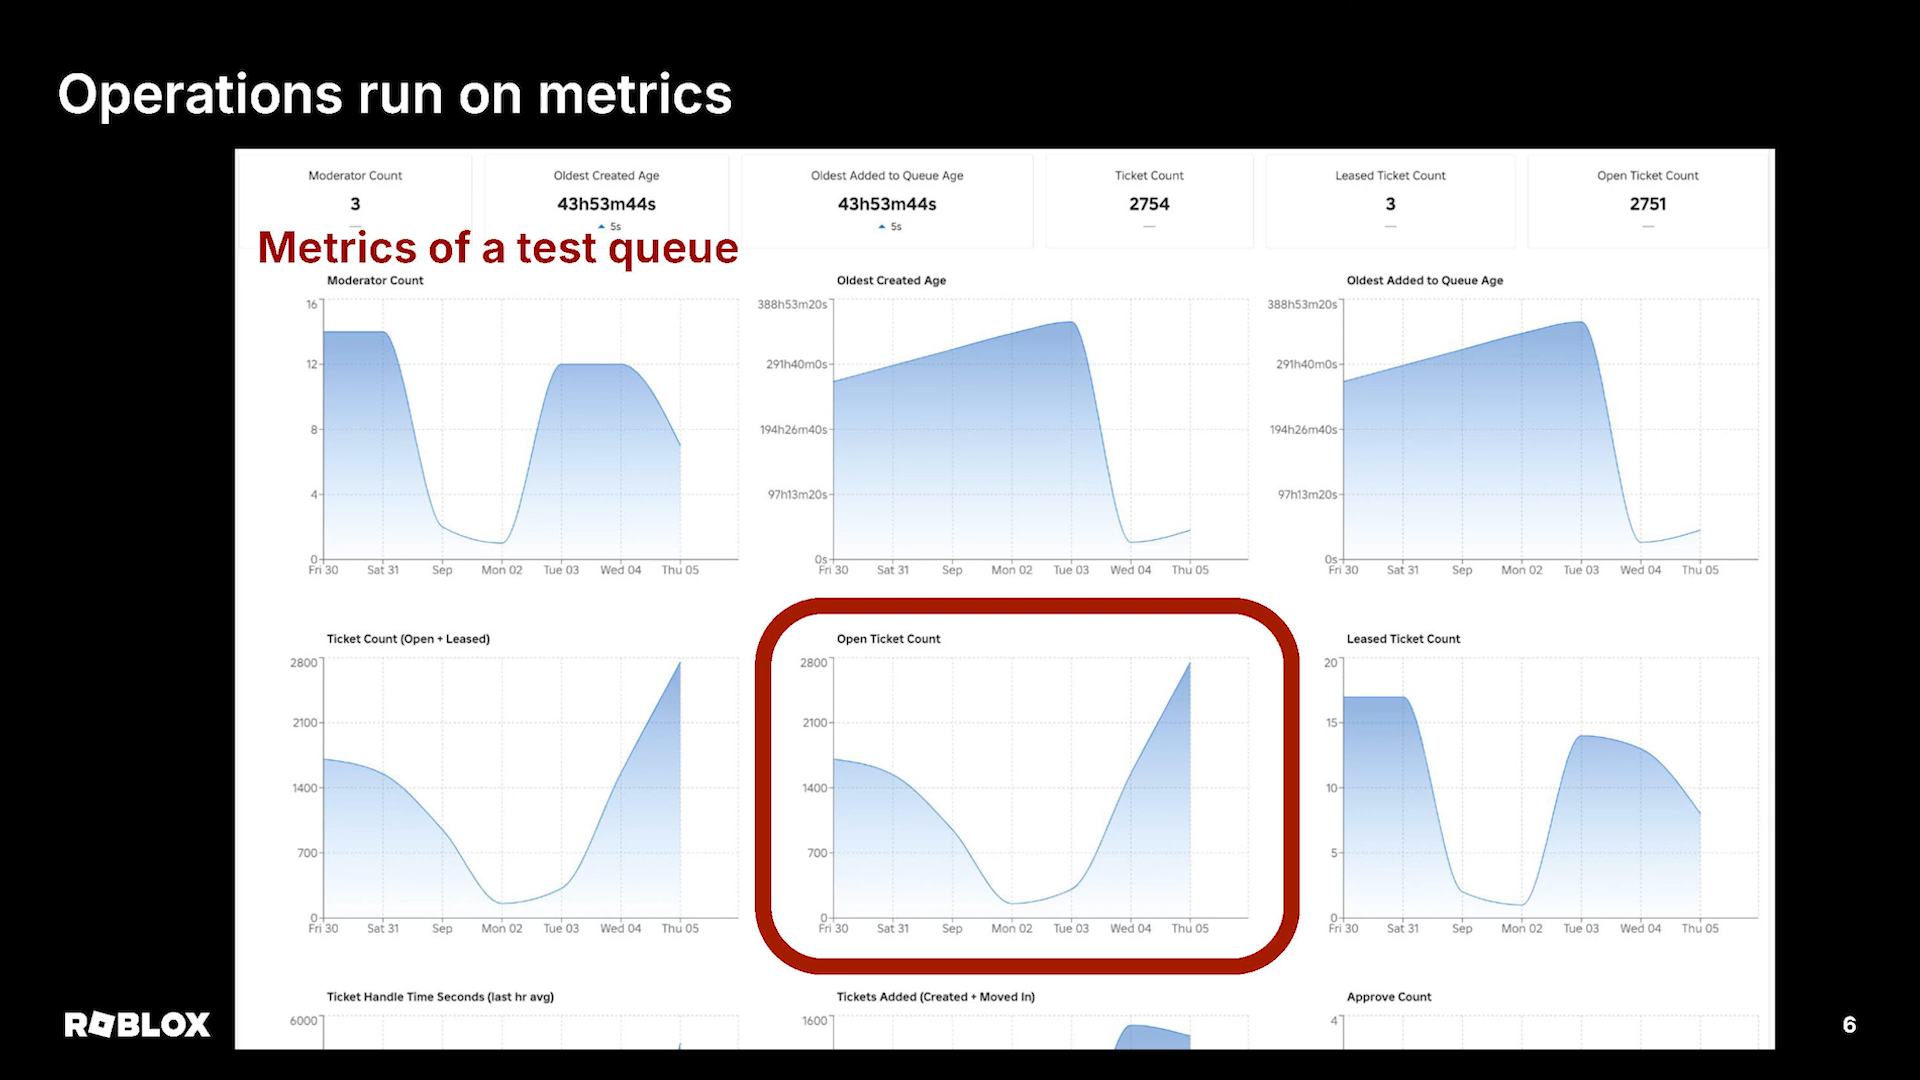 Operations run on metrics
Moderator Count
3
—
Oldest Created Age
43h53m44s
5s
Oldest Added to Queue Age
43h53m44s
5s
Ticket Count
2754
—
Leased Ticket Count
3
—
Open Ticket Count
2751
—
Metrics of a test queue
Moderator Count
16
12
8
4
0
Fri 30 Sat 31 Sep Mon 02 Tue 03 Wed 04 Thu 05
Oldest Created Age
388h53m20s
291h40m0s
194h26m40s
97h13m20s
0s
Fri 30 Sat 31 Sep Mon 02 Tue 03 Wed 04 Thu 05
Oldest Added to Queue Age
388h53m20s
291h40m0s
194h26m40s
97h13m20s
0s
Fri 30 Sat 31 Sep Mon 02 Tue 03 Wed 04 Thu 05
Ticket Count (Open + Leased)
2800
2100
1400
700
0
Fri 30 Sat 31 Sep Mon 02 Tue 03 Wed 04 Thu 05
Open Ticket Count
2800
2100
1400
700
0
Fri 30 Sat 31 Sep Mon 02 Tue 03 Wed 04 Thu 05
Leased Ticket Count
20
15
10
5
0
Fri 30 Sat 31 Sep Mon 02 Tue 03 Wed 04 Thu 05
Ticket Handle Time Seconds (last hr avg)
6000
Tickets Added (Created + Moved In)
1600
Approve Count
4
ROBLOX
6